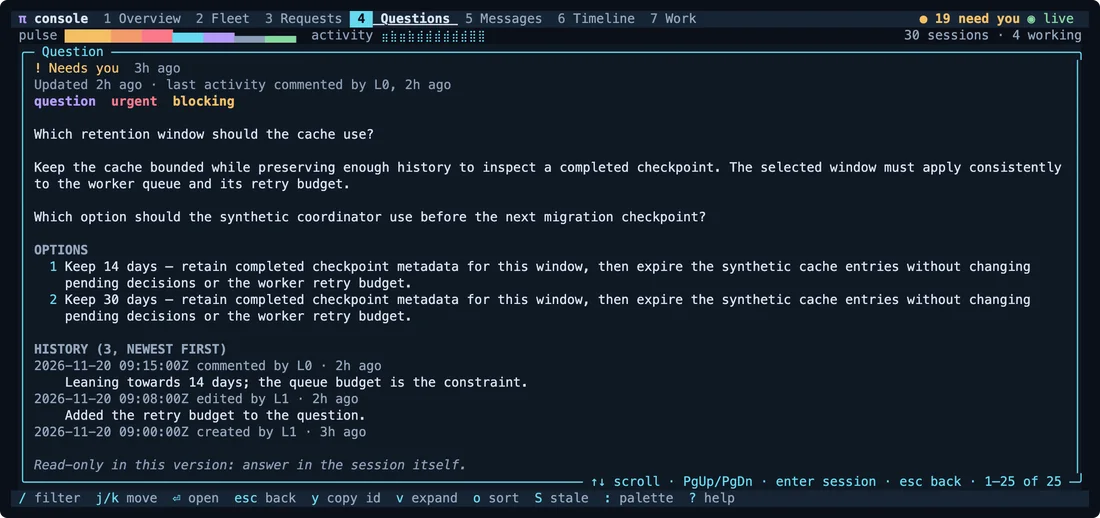 π console 1 Overview 2 Fleet 3 Requests 4 Questions 5 Messages 6 Timeline 7 Work ● 19 need you ◉ live
pulse activity 30 sessions · 4 working
Question
! Needs you 3h ago
Updated 2h ago · last activity commented by L0, 2h ago
question urgent blocking
Which retention window should the cache use?
Keep the cache bounded while preserving enough history to inspect a completed checkpoint. The selected window must apply consistently
to the worker queue and its retry budget.
Which option should the synthetic coordinator use before the next migration checkpoint?
OPTIONS
1 Keep 14 days — retain completed checkpoint metadata for this window, then expire the synthetic cache entries without changing
pending decisions or the worker retry budget.
2 Keep 30 days — retain completed checkpoint metadata for this window, then expire the synthetic cache entries without changing
pending decisions or the worker retry budget.
HISTORY (3, NEWEST FIRST)
2026-11-20 09:15:00Z commented by L0 · 2h ago
Leaning towards 14 days; the queue budget is the constraint.
2026-11-20 09:08:00Z edited by L1 · 2h ago
Added the retry budget to the question.
2026-11-20 09:00:00Z created by L1 · 3h ago
Read-only in this version: answer in the session itself.
↑↓ scroll · PgUp/PgDn · enter session · esc back · 1–25 of 25
/ filter j/k move ⏎ open esc back y copy id v expand o sort S stale : palette ? help